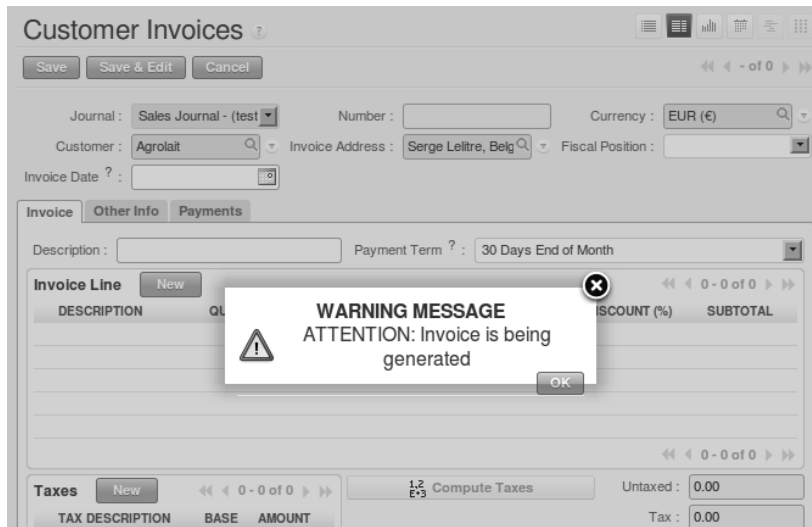 Customer Invoices ?
Save Save & Edit Cancel - of 0
Journal : Sales Journal - (test Number : Currency : EUR (€)
Customer : Agrolait Invoice Address : Serge Lelitre, Belg Fiscal Position :
Invoice Date ? :
Invoice Other Info Payments
Description : Payment Term ? : 30 Days End of Month
Invoice Line New 0 - 0 of 0
DESCRIPTION QU ISCOUNT (%) SUBTOTAL
WARNING MESSAGE
ATTENTION: Invoice is being
generated
OK
0 - 0 of 0
Taxes New 0 - 0 of 0 1,2 E+3 Compute Taxes Untaxed : 0.00
TAX DESCRIPTION BASE AMOUNT Tax : 0.00